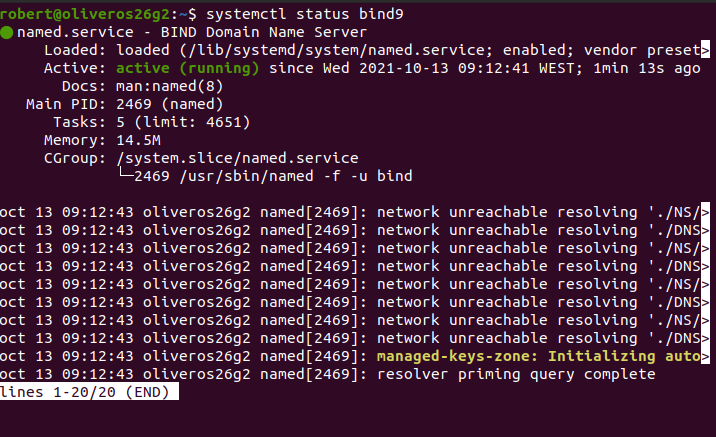 robert@oliveros26g2:~$ systemctl status bind9
● named.service - BIND Domain Name Server
     Loaded: loaded (/lib/systemd/system/named.service; enabled; vendor preset>
     Active: active (running) since Wed 2021-10-13 09:12:41 WEST; 1min 13s ago
       Docs: man:named(8)
   Main PID: 2469 (named)
      Tasks: 5 (limit: 4651)
     Memory: 14.5M
     CGroup: /system.slice/named.service
             └─2469 /usr/sbin/named -f -u bind
oct 13 09:12:43 oliveros26g2 named[2469]: network unreachable resolving './NS/>
oct 13 09:12:43 oliveros26g2 named[2469]: network unreachable resolving './DNS>
oct 13 09:12:43 oliveros26g2 named[2469]: network unreachable resolving './NS/>
oct 13 09:12:43 oliveros26g2 named[2469]: network unreachable resolving './DNS>
oct 13 09:12:43 oliveros26g2 named[2469]: network unreachable resolving './NS/>
oct 13 09:12:43 oliveros26g2 named[2469]: network unreachable resolving './DNS>
oct 13 09:12:43 oliveros26g2 named[2469]: network unreachable resolving './NS/>
oct 13 09:12:43 oliveros26g2 named[2469]: network unreachable resolving './DNS>
oct 13 09:12:43 oliveros26g2 named[2469]: managed-keys-zone: Initializing auto>
oct 13 09:12:43 oliveros26g2 named[2469]: resolver priming query complete
lines 1-20/20 (END)